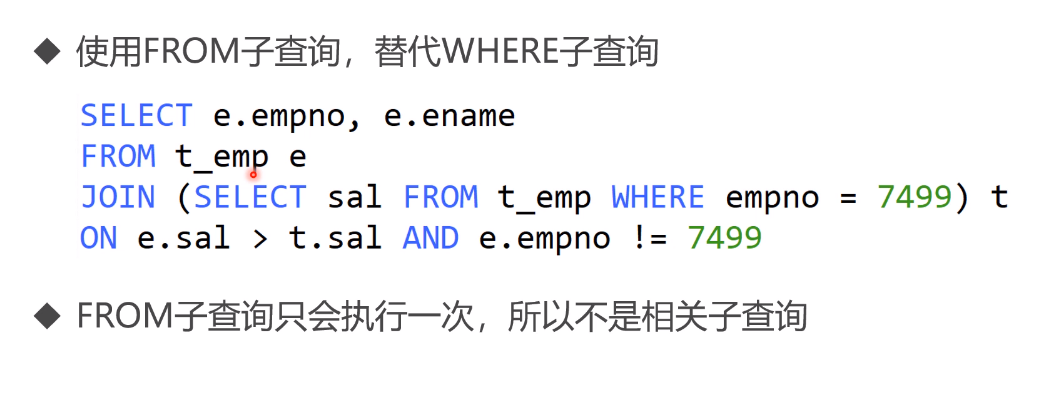 ◆ 使用FROM子查询，替代WHERE子查询
SELECT e.empno, e.ename
FROM t_emp e
JOIN (SELECT sal FROM t_emp WHERE empno = 7499) t
ON e.sal > t.sal AND e.empno != 7499
◆ FROM子查询只会执行一次，所以不是相关子查询